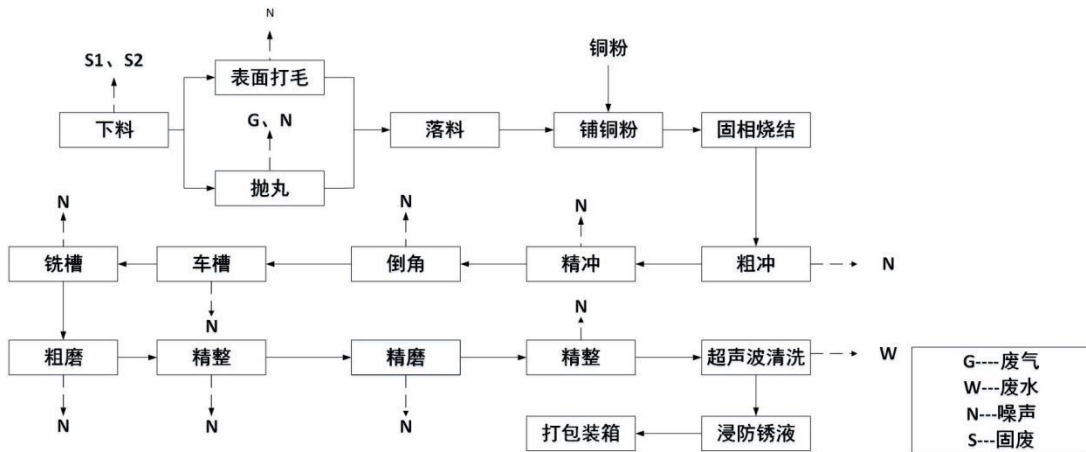 N
S1、S2
表面打毛
铜粉
G、N
下料
落料
铺铜粉
固相烧结
抛丸
N
N
N
铣槽
车槽
倒角
精冲
粗冲
N
N
N
粗磨
精整
精磨
精整
超声波清洗
W
N
N
N
打包装箱
浸防锈液
G----废气
W---废水
N---噪声
S---固废